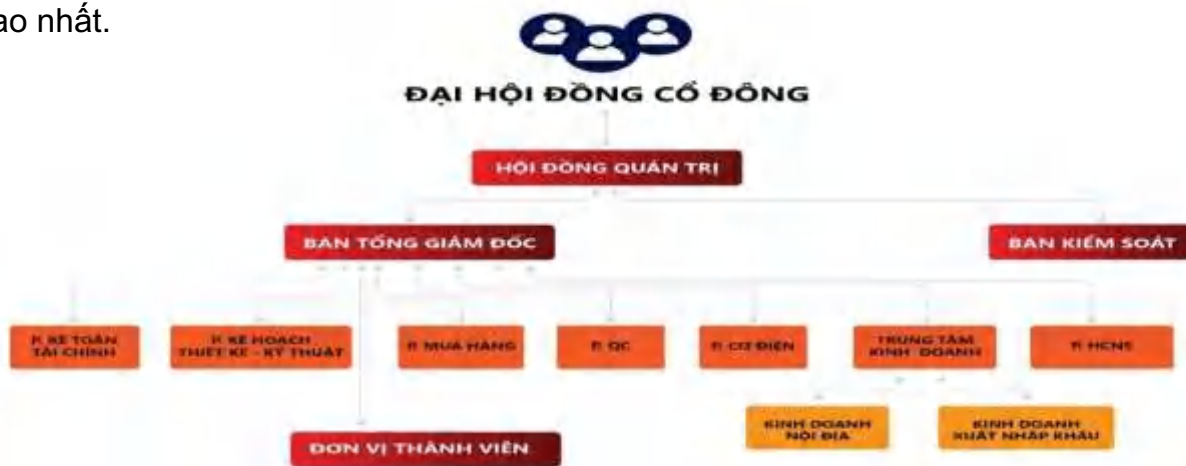 ao nhất.
ĐẠI HỘI ĐỒNG CỔ ĐÔNG
HỘI ĐỒNG QUẢN TRỊ
BAN TỔNG GIÁM ĐỐC
BAN KIỂM SOÁT
P. KẾ TOÁN
TÀI CHÍNH
P. KẾ HOẠCH
THIẾT KẾ - KỸ THUẬT
P. MUA HÀNG
P. QC
P. CƠ ĐIỆN
TRUNG TÂM
KINH DOANH
P. HCNS
KINH DOANH
NỘI ĐỊA
KINH DOANH
XUẤT NHẬP KHẨU
ĐƠN VỊ THÀNH VIÊN